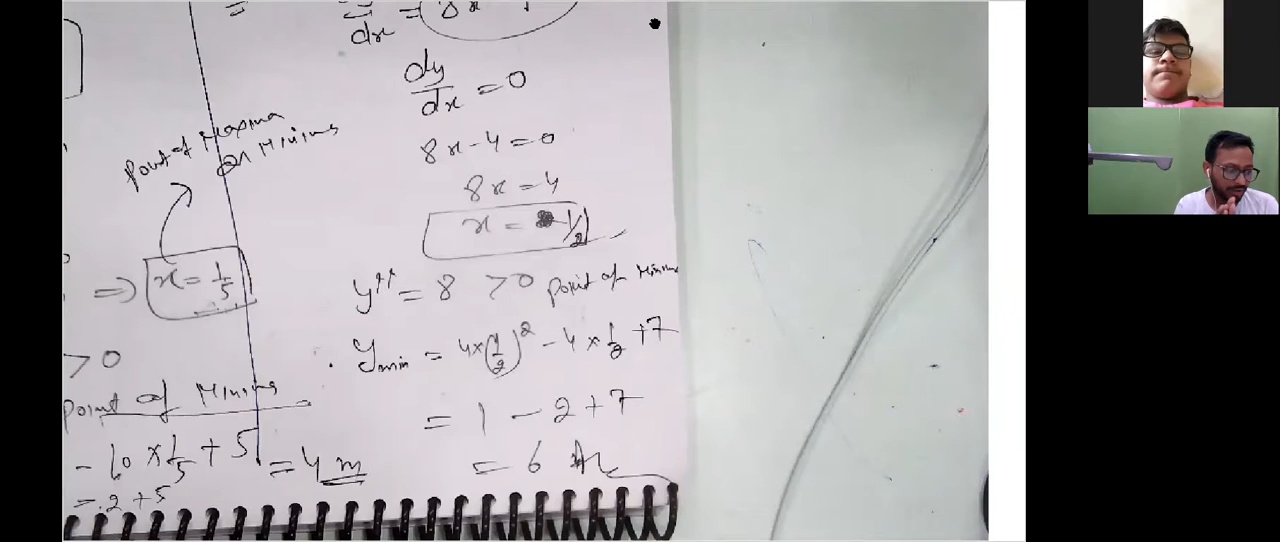 dx =
dy/dx = 0
8x - 4 = 0
8x = 4
x = 1/2
y'' = 8 > 0 Point of Minima
y min = 4×(1/2)² - 4×1/2 + 7
= 1 - 2 + 7
= 6
Point of Maxima
or Minima
⇒ x = 1/5
> 0
Point of Minima
- 10 × 1/5 + 5
= 4 m
= 2 + 5